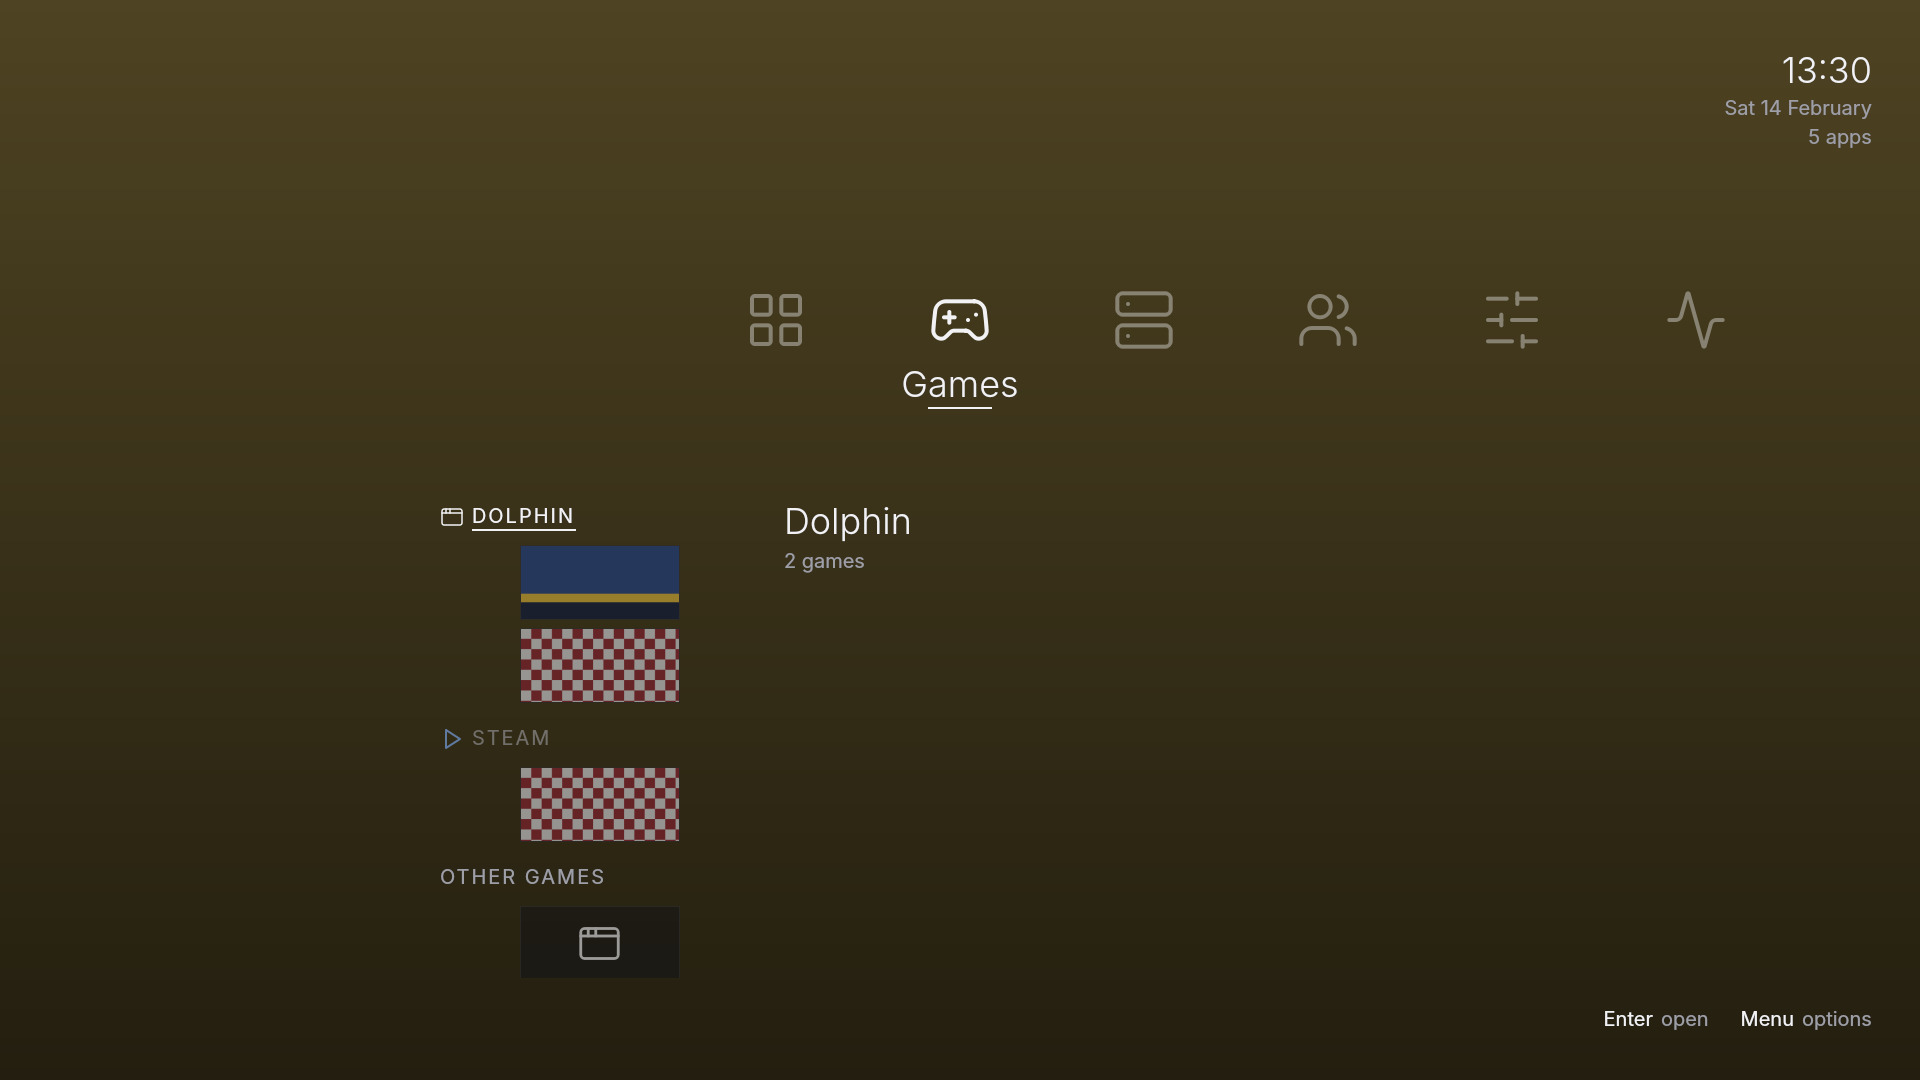 13:30
Sat 14 February
5 apps
Games
DOLPHIN
Dolphin
2 games
STEAM
OTHER GAMES
Enter open Menu options